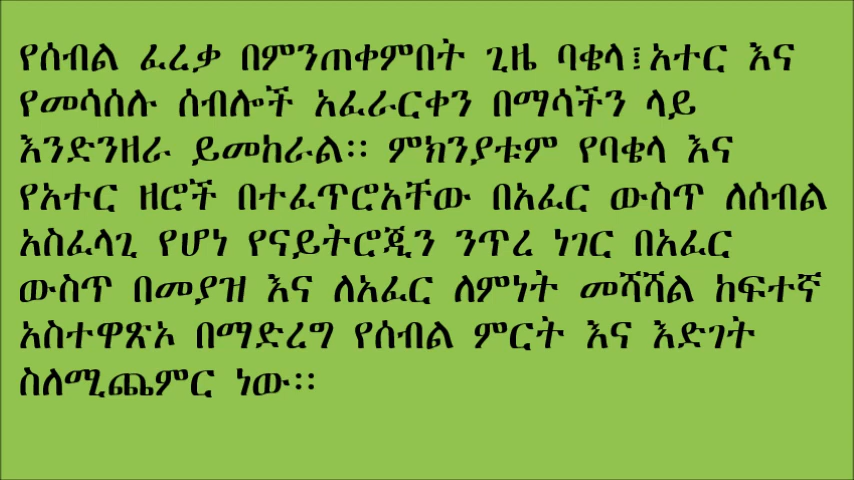 የሰብል ፈረቃ በምንጠቀምበት ጊዜ ባቄላ፤አተር እና
የመሳሰሉ ሰብሎች አፈራርቀን በማሳችን ላይ
እንድንዘራ ይመከራል፡፡ ምክንያቱም የባቄላ እና
የአተር ዘሮች በተፈጥሮአቸው በአፈር ውስጥ ለሰብል
አስፈላጊ የሆነ የናይትሮጂን ንጥረ ነገር በአፈር
ውስጥ በመያዝ እና ለአፈር ለምነት መሻሻል ከፍተኛ
አስተዋጽኦ በማድረግ የሰብል ምርት እና እድገት
ስለሚጨምር ነው፡፡